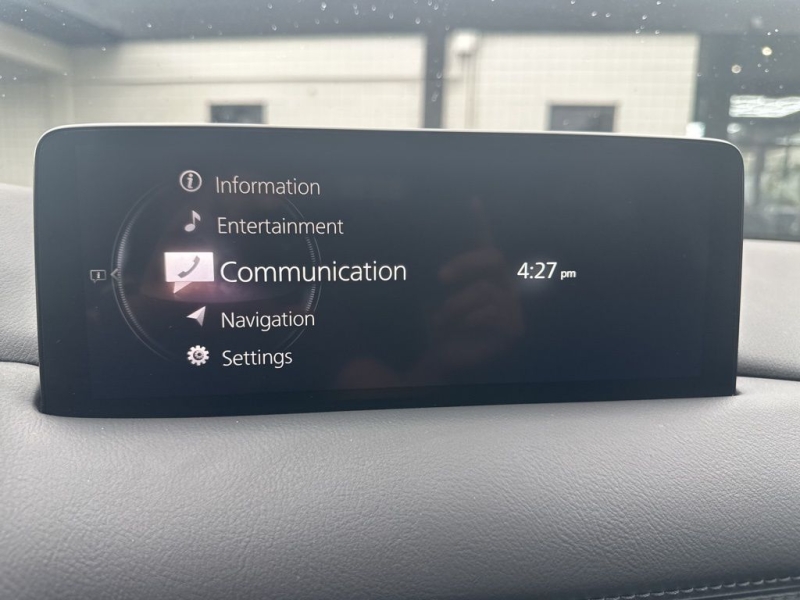 Information
Entertainment
Communication
4:27 pm
Navigation
Settings